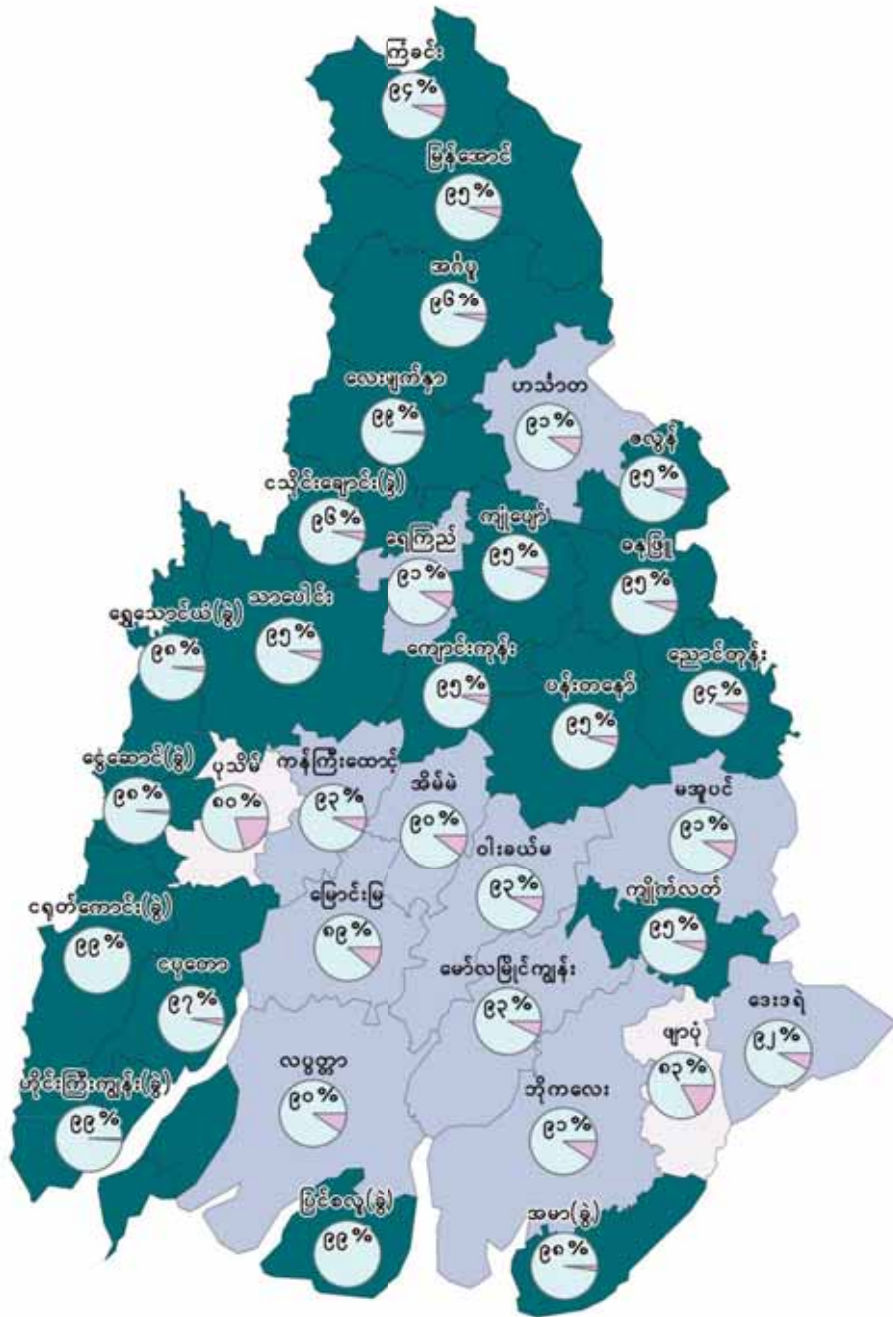 ကြံခင်း
၉၄%
မြန်အောင်
၉၅%
အင်္ဂပူ
၉၆%
လေးမျက်နှာ
၉၉%
ဟင်္သာတ
၉၁%
ဇလွန်
၉၅%
ငသိုင်းချောင်း(ခွဲ)
၉၆%
ရေကြည်
၉၁%
ကျုံပျော်
၉၅%
ဓနုဖြူ
၉၅%
ရွှေသောင်ယံ(ခွဲ)
၉၈%
သာပေါင်း
၉၅%
ကျောင်းကုန်း
၉၅%
ပန်းတနော်
၉၅%
ညောင်တုန်း
၉၄%
ငွေဆောင်(ခွဲ)
၉၈%
ပုသိမ်
၈၀%
ကန်ကြီးထောင့်
၉၃%
အိမ်မဲ
၉၀%
ဝါးခယ်မ
၉၃%
မအူပင်
၉၁%
ငရုတ်ကောင်း(ခွဲ)
၉၉%
မြောင်းမြ
၈၉%
ကျိုက်လတ်
၉၅%
ငပုတော
၉၇%
မော်လမြိုင်ကျွန်း
၉၃%
ဖျာပုံ
၈၃%
ဒေးဒရဲ
၉၂%
ဟိုင်းကြီးကျွန်း(ခွဲ)
၉၉%
လပွတ္တာ
၉၀%
ဘိုကလေး
၉၁%
ပြင်စလူ(ခွဲ)
၉၉%
အမာ(ခွဲ)
၉၈%